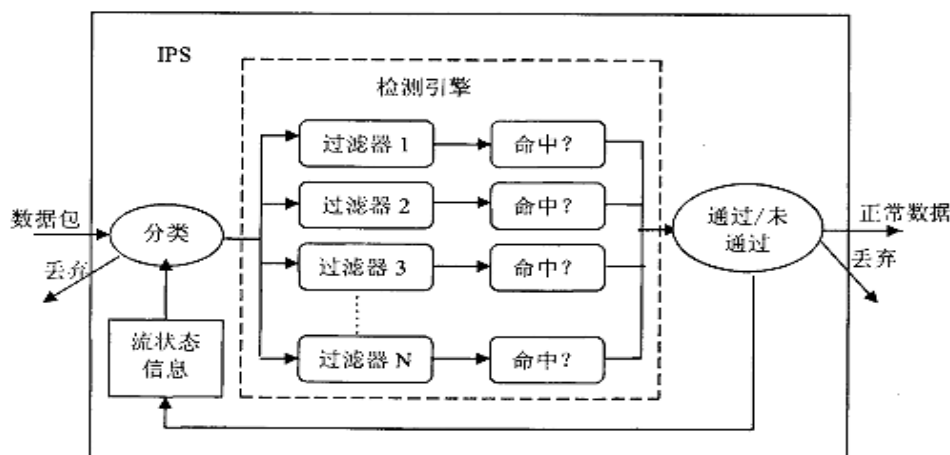 IPS
检测引擎
过滤器 1
命中？
过滤器 2
命中？
数据包
分类
通过/未
通过
正常数据
丢弃
过滤器 3
命中？
丢弃
流状态
信息
过滤器 N
命中？